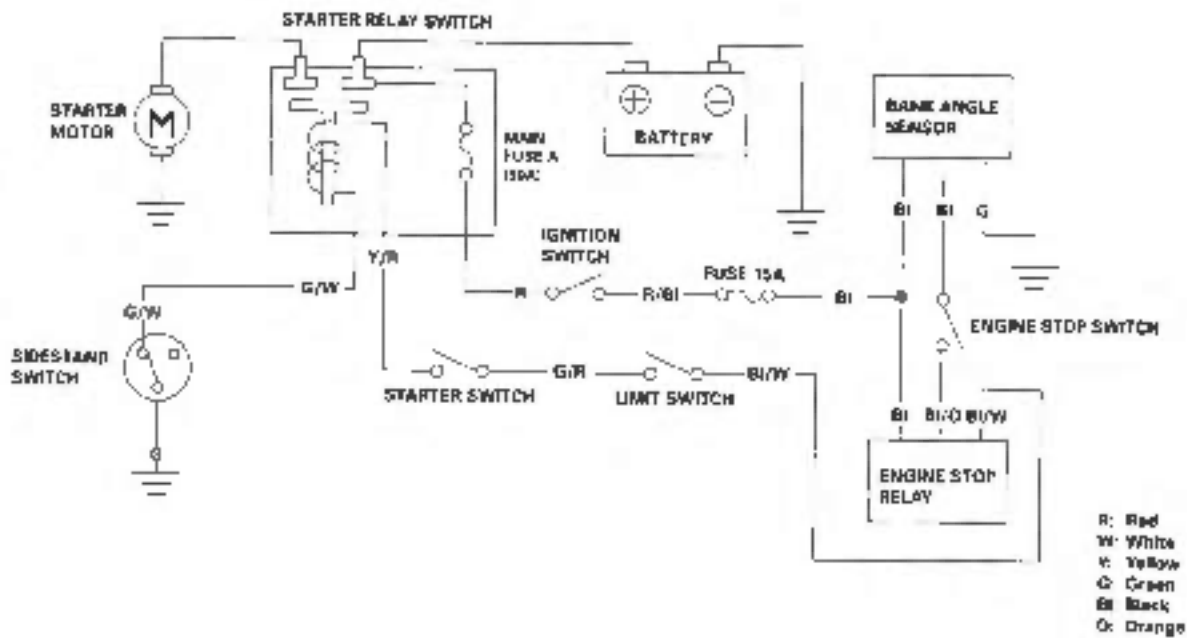 STARTER RELAY SWITCH
STARTER
MOTOR
M
MAIN
FUSE A
BATTERY
BANK ANGLE
SENSOR
Bl
G
IGNITION
SWITCH
Y/R
G/W
G/W
R
R/Bl
FUSE 15A
Bl
ENGINE STOP SWITCH
SIDESTAND
SWITCH
STARTER SWITCH
G/R
LIMIT SWITCH
Bl/W
Bl
Bl/O
Bl/W
ENGINE STOP
RELAY
R: Red
W: White
Y: Yellow
G: Green
Bl: Black
O: Orange